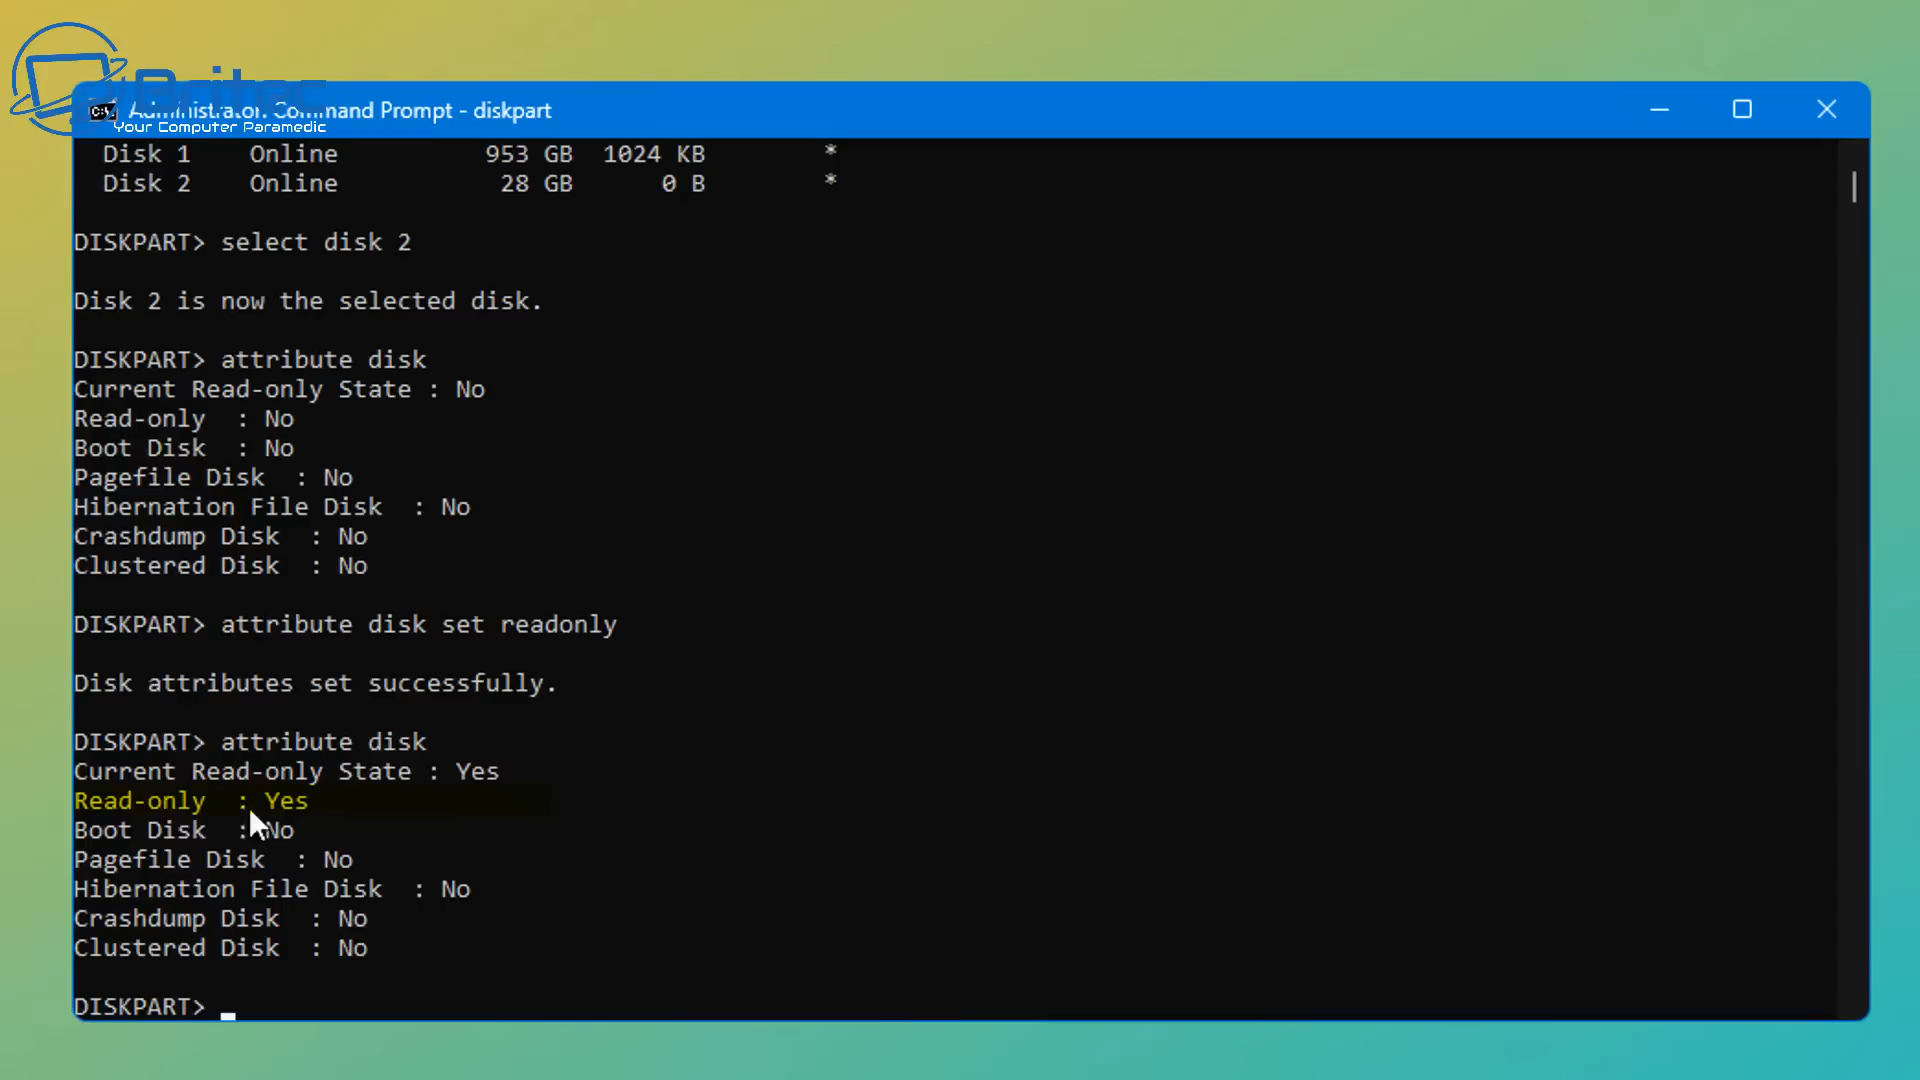 Britec
Administrator: Command Prompt - diskpart
Your Computer Paramedic
Disk 1 Online 953 GB 1024 KB *
Disk 2 Online 28 GB 0 B *
DISKPART> select disk 2
Disk 2 is now the selected disk.
DISKPART> attribute disk
Current Read-only State : No
Read-only : No
Boot Disk : No
Pagefile Disk : No
Hibernation File Disk : No
Crashdump Disk : No
Clustered Disk : No
DISKPART> attribute disk set readonly
Disk attributes set successfully.
DISKPART> attribute disk
Current Read-only State : Yes
Read-only : Yes
Boot Disk : No
Pagefile Disk : No
Hibernation File Disk : No
Crashdump Disk : No
Clustered Disk : No
DISKPART>